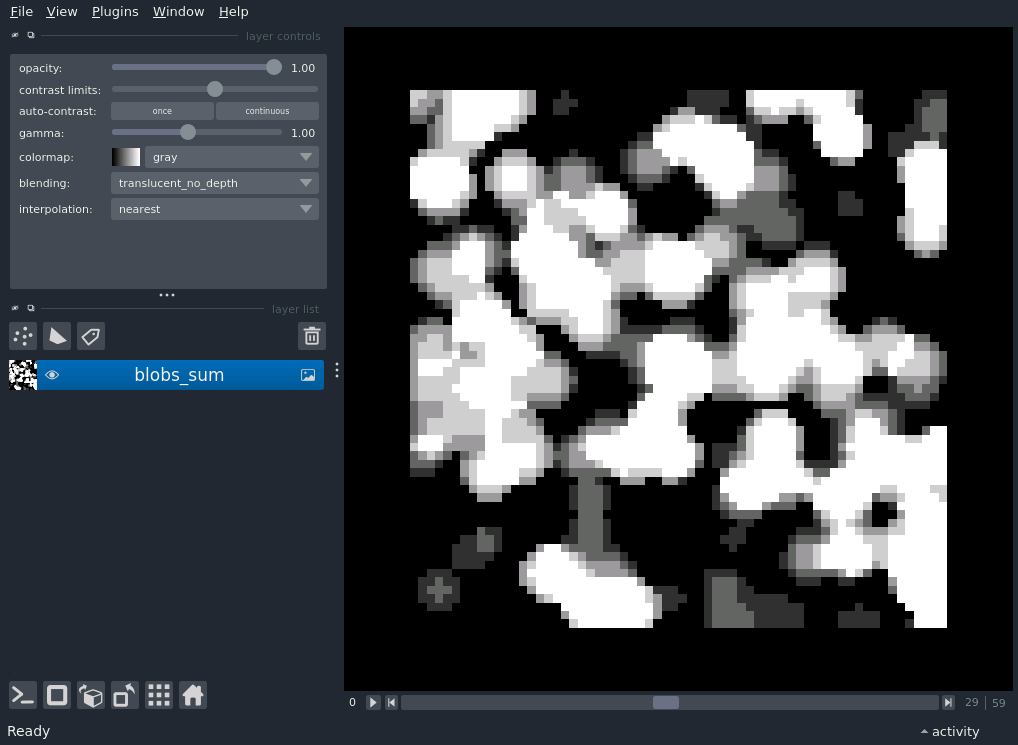 File View Plugins Window Help
layer controls
opacity: 1.00
contrast limits:
auto-contrast: once continuous
gamma: 1.00
colormap: gray
blending: translucent_no_depth
interpolation: nearest
layer list
blobs_sum
0 29 59
Ready activity